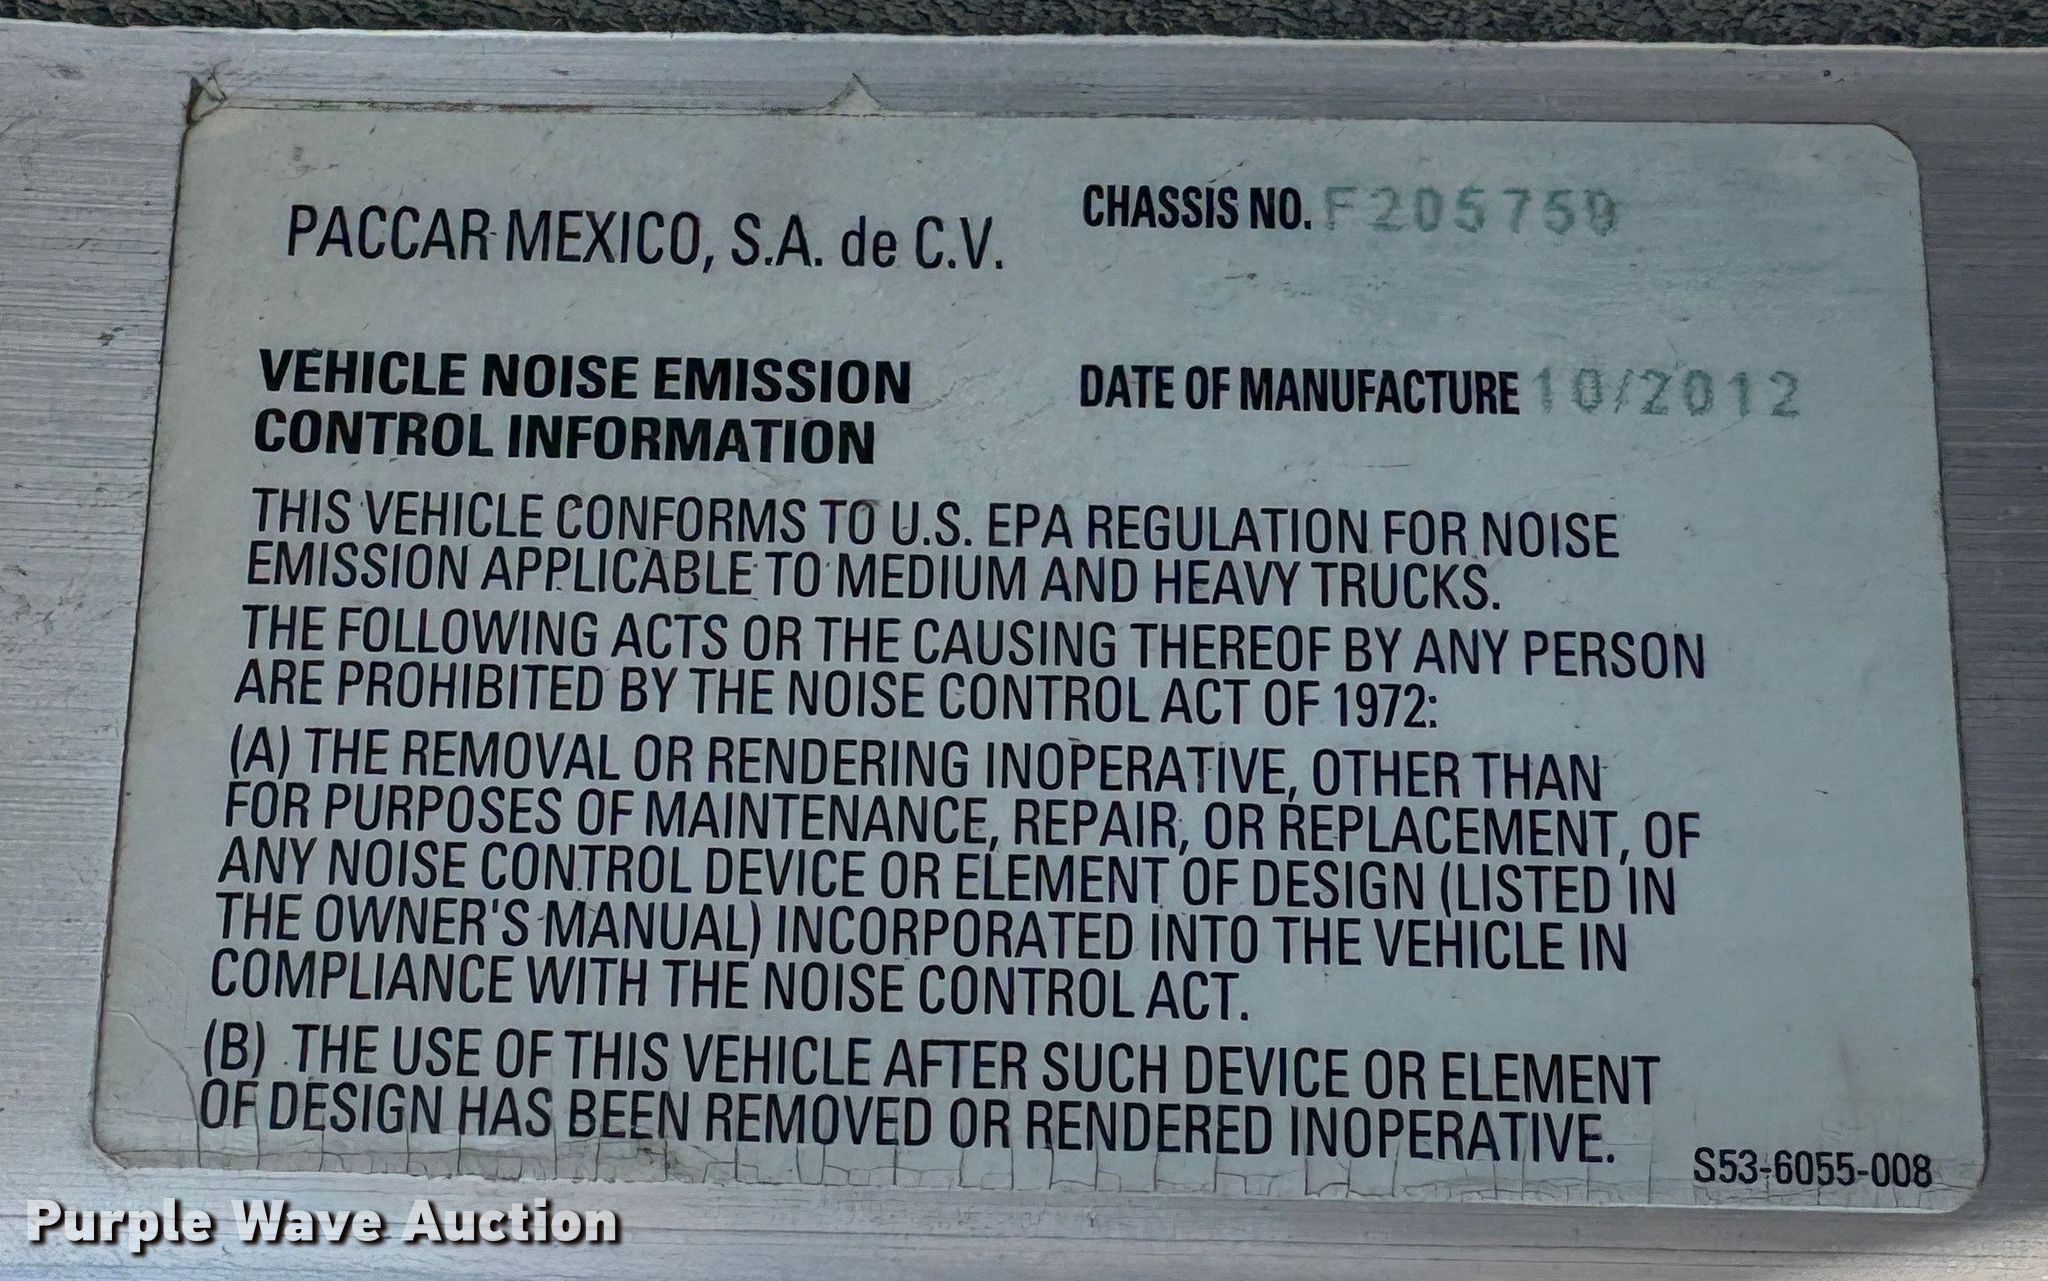 PACCAR MEXICO, S.A. de C.V.
CHASSIS NO. F205759
VEHICLE NOISE EMISSION
CONTROL INFORMATION
DATE OF MANUFACTURE 10/2012
THIS VEHICLE CONFORMS TO U.S. EPA REGULATION FOR NOISE
EMISSION APPLICABLE TO MEDIUM AND HEAVY TRUCKS.
THE FOLLOWING ACTS OR THE CAUSING THEREOF BY ANY PERSON
ARE PROHIBITED BY THE NOISE CONTROL ACT OF 1972:
(A) THE REMOVAL OR RENDERING INOPERATIVE, OTHER THAN
FOR PURPOSES OF MAINTENANCE, REPAIR, OR REPLACEMENT, OF
ANY NOISE CONTROL DEVICE OR ELEMENT OF DESIGN (LISTED IN
THE OWNER'S MANUAL) INCORPORATED INTO THE VEHICLE IN
COMPLIANCE WITH THE NOISE CONTROL ACT.
(B) THE USE OF THIS VEHICLE AFTER SUCH DEVICE OR ELEMENT
OF DESIGN HAS BEEN REMOVED OR RENDERED INOPERATIVE.
S53-6055-008
Purple Wave Auction